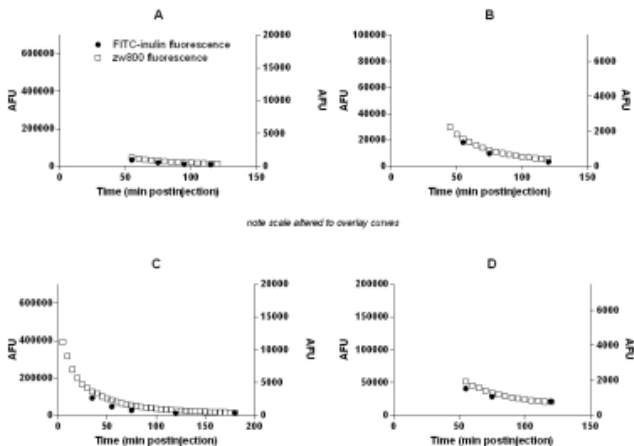 A
● FITC-inulin fluorescence
□ zw800 fluorescence
AFU
600000
400000
200000
0
20000
15000
10000
5000
0
AFU
0 50 100 150
Time (min postinjection)
B
AFU
100000
80000
60000
40000
20000
0
6000
4000
2000
0
AFU
0 50 100 150
Time (min postinjection)
note scale altered to overlay curves
C
AFU
600000
400000
200000
0
20000
15000
10000
5000
0
AFU
0 50 100 150 200
Time (min postinjection)
D
AFU
200000
150000
100000
50000
0
6000
4000
2000
0
AFU
0 50 100 150
Time (min postinjection)